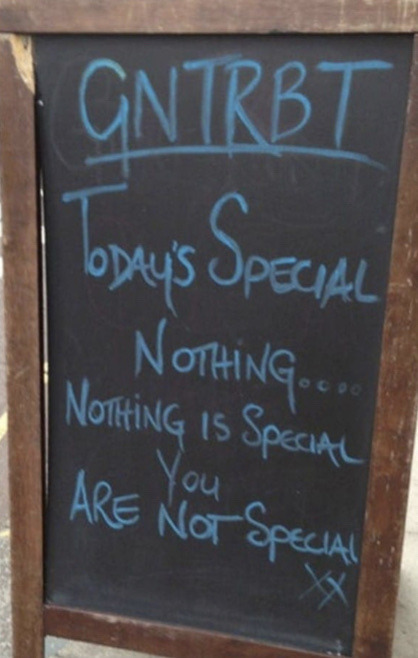 GNTRBT
TODAY'S SPECIAL
NOTHING.....
NOTHING IS SPECIAL
YOU
ARE NOT SPECIAL
XX